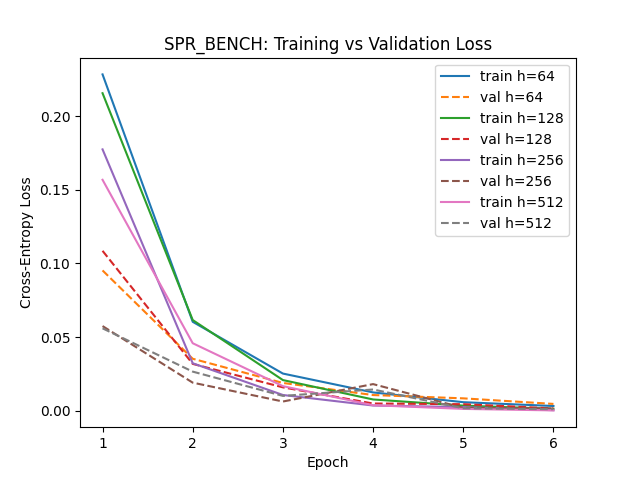 SPR_BENCH: Training vs Validation Loss
train h=64
val h=64
train h=128
val h=128
train h=256
val h=256
train h=512
val h=512
Cross-Entropy Loss
0.20
0.15
0.10
0.05
0.00
1 2 3 4 5 6
Epoch